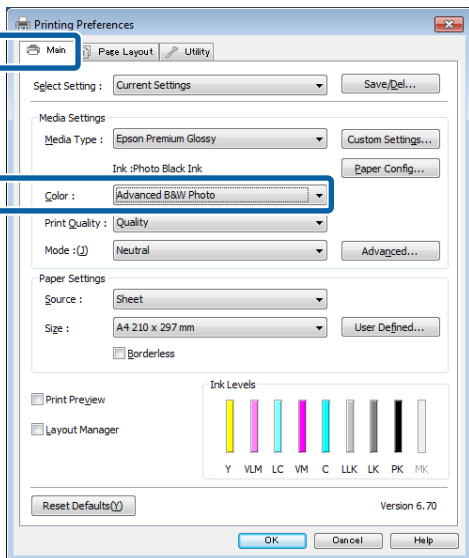 Printing Preferences
Main Page Layout Utility
Select Setting : Current Settings Save/Del...
Media Settings
Media Type : Epson Premium Glossy Custom Settings...
Ink :Photo Black Ink Paper Config...
Color : Advanced B&W Photo
Print Quality : Quality
Mode :(J) Neutral Advanced...
Paper Settings
Source : Sheet
Size : A4 210 x 297 mm User Defined...
Borderless
Ink Levels
Print Preview
Layout Manager
Y VLM LC VM C LLK LK PK MK
Reset Defaults(Y) Version 6.70
OK Cancel Help